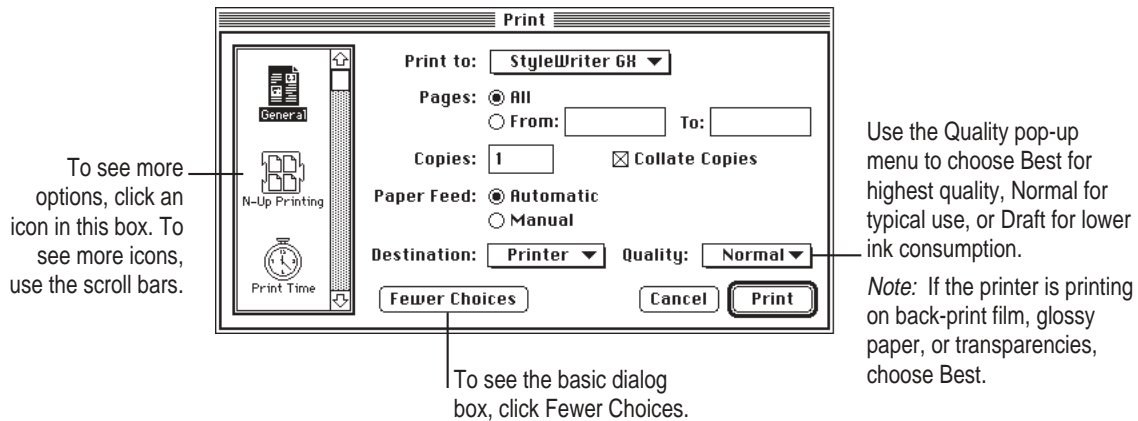 Print
Print to: StyleWriter GX
Pages: All
From: To:
Copies: 1 Collate Copies
Paper Feed: Automatic
Manual
Destination: Printer Quality: Normal
Fewer Choices Cancel Print
General
N-Up Printing
Print Time
To see more
options, click an
icon in this box. To
see more icons,
use the scroll bars.
Use the Quality pop-up
menu to choose Best for
highest quality, Normal for
typical use, or Draft for lower
ink consumption.
Note: If the printer is printing
on back-print film, glossy
paper, or transparencies,
choose Best.
To see the basic dialog
box, click Fewer Choices.